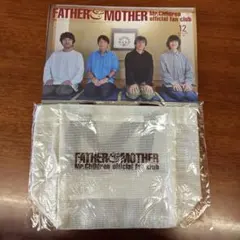 FATHER & MOTHER
Mr.Children official fan club
12
FATHER & MOTHER
Mr.Children official fan club